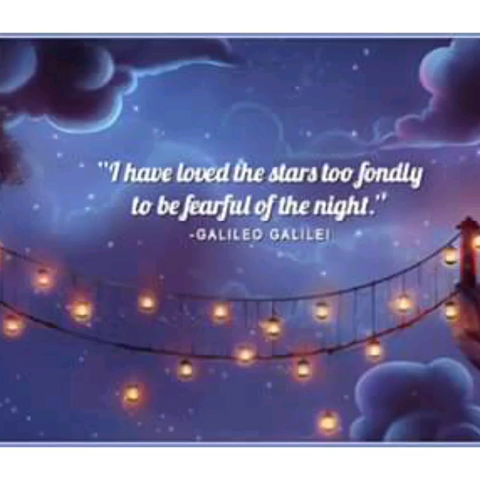 "I have loved the stars too fondly
to be fearful of the night."
-GALILEO GALILEI